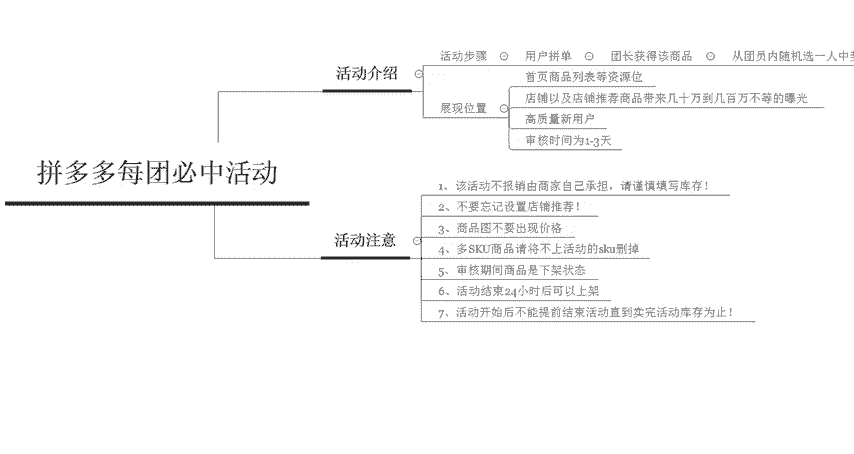 拼多多每团必中活动
活动介绍
活动步骤 用户拼单 团长获得该商品 从团员内随机选一人中
展现位置
首页商品列表等资源位
店铺以及店铺推荐商品带来几十万到几百万不等的曝光
高质量新用户
审核时间为1-3天
活动注意
1、该活动不报销由商家自己承担，请谨慎填写库存！
2、不要忘记设置店铺推荐！
3、商品图不要出现价格
4、多SKU商品请将不上活动的sku删掉
5、审核期间商品是下架状态
6、活动结束24小时后可以上架
7、活动开始后不能提前结束活动直到卖完活动库存为止！